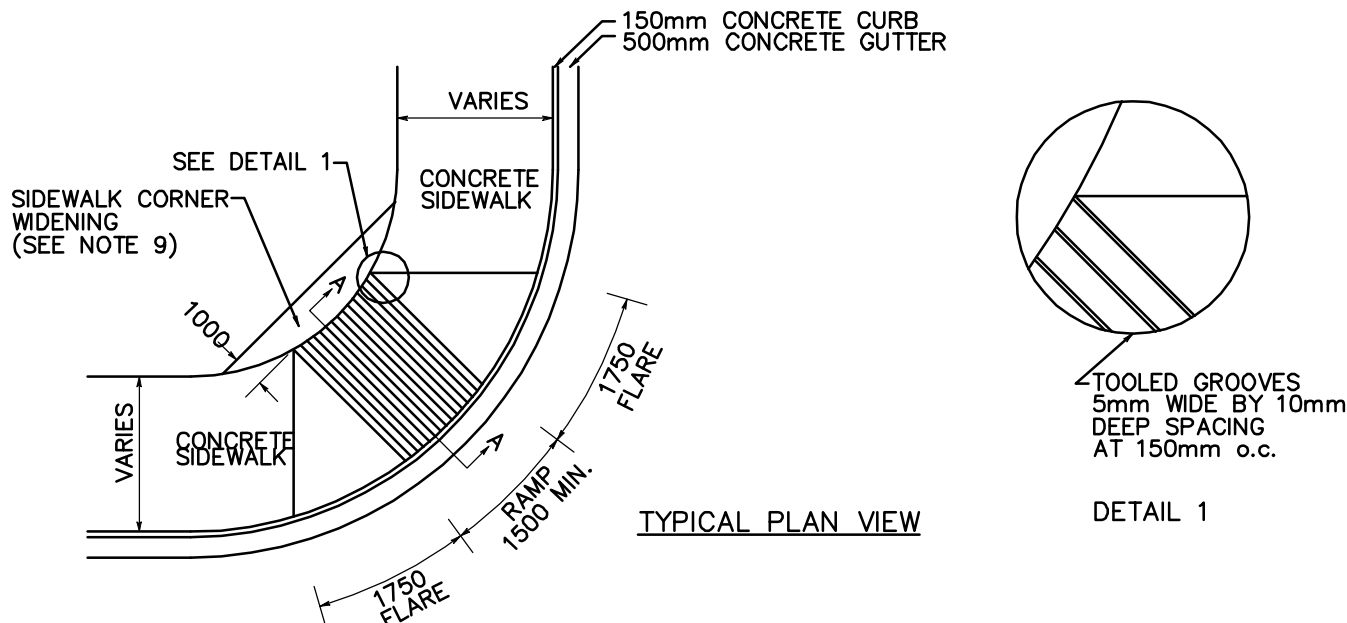 150mm CONCRETE CURB
500mm CONCRETE GUTTER
VARIES
SEE DETAIL 1
SIDEWALK CORNER
WIDENING
(SEE NOTE 9)
CONCRETE
SIDEWALK
A
1000
1750
FLARE
VARIES
CONCRETE
SIDEWALK
A
RAMP
1500 MIN.
1750
FLARE
TYPICAL PLAN VIEW
TOOLED GROOVES
5mm WIDE BY 10mm
DEEP SPACING
AT 150mm o.c.
DETAIL 1